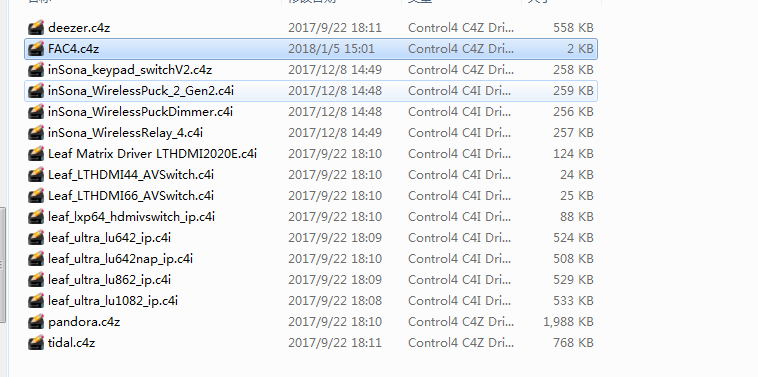 名称 修改日期 类型 大小
deezer.c4z 2017/9/22 18:11 Control4 C4Z Dri... 558 KB
FAC4.c4z 2018/1/5 15:01 Control4 C4Z Dri... 2 KB
inSona_keypad_switchV2.c4z 2017/12/8 14:49 Control4 C4Z Dri... 258 KB
inSona_WirelessPuck_2_Gen2.c4i 2017/12/8 14:48 Control4 C4I Dri... 259 KB
inSona_WirelessPuckDimmer.c4i 2017/12/8 14:48 Control4 C4I Dri... 256 KB
inSona_WirelessRelay_4.c4i 2017/12/8 14:49 Control4 C4I Dri... 257 KB
Leaf Matrix Driver LTHDMI2020E.c4i 2017/9/22 18:10 Control4 C4I Dri... 124 KB
Leaf_LTHDMI44_AVSwitch.c4i 2017/9/22 18:10 Control4 C4I Dri... 24 KB
Leaf_LTHDMI66_AVSwitch.c4i 2017/9/22 18:10 Control4 C4I Dri... 25 KB
leaf_lxp64_hdmivswitch_ip.c4i 2017/9/22 18:10 Control4 C4I Dri... 88 KB
leaf_ultra_lu642_ip.c4i 2017/9/22 18:09 Control4 C4I Dri... 524 KB
leaf_ultra_lu642nap_ip.c4i 2017/9/22 18:10 Control4 C4I Dri... 508 KB
leaf_ultra_lu862_ip.c4i 2017/9/22 18:09 Control4 C4I Dri... 529 KB
leaf_ultra_lu1082_ip.c4i 2017/9/22 18:08 Control4 C4I Dri... 533 KB
pandora.c4z 2017/9/22 18:10 Control4 C4Z Dri... 1,988 KB
tidal.c4z 2017/9/22 18:11 Control4 C4Z Dri... 768 KB